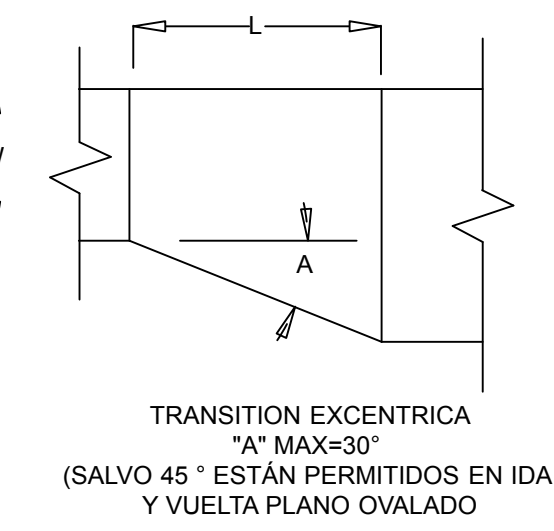 L
A
TRANSITION EXCENTRICA
"A" MAX=30°
(SALVO 45 ° ESTÁN PERMITIDOS EN IDA
Y VUELTA PLANO OVALADO